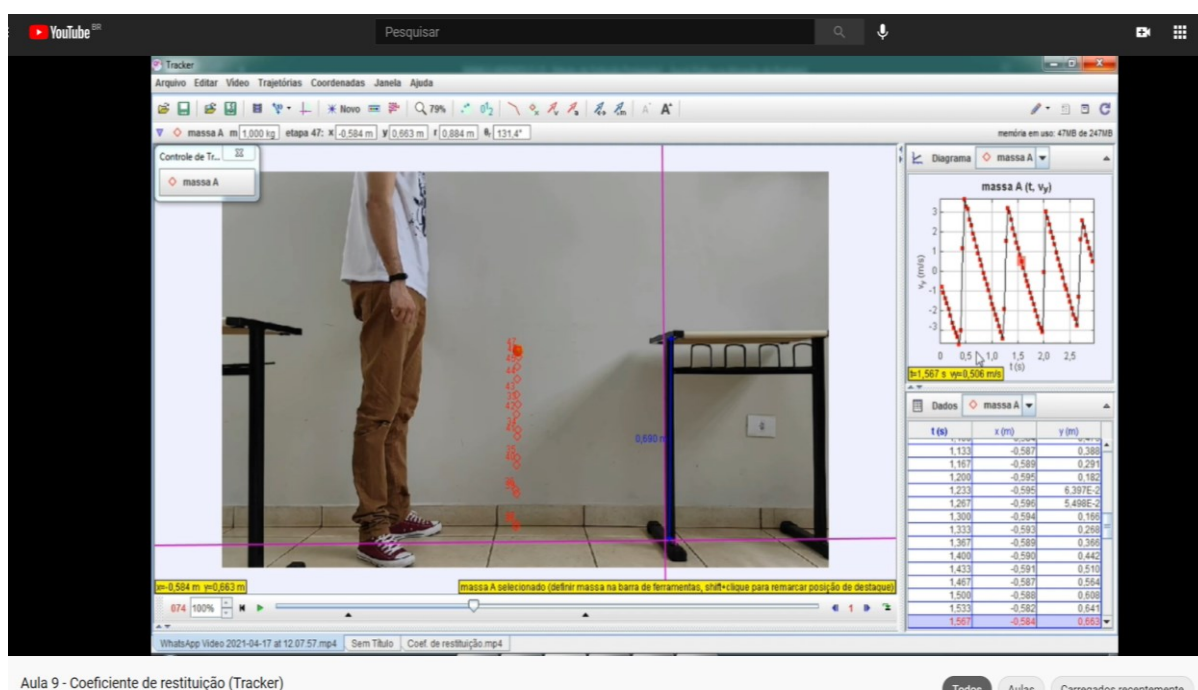 YouTube BR
Pesquisar
Tracker
Arquivo Editar Video Trajetórias Coordenadas Janela Ajuda
Novo 79%
massa A m 1,000 kg etapa 47: x -0,584 m y 0,663 m r 0,884 m θr 131,4°
memória em uso: 47MB de 247MB
Controle de Tr...
massa A
0,690 m
Diagrama massa A
massa A (t, vy)
vy (m/s)
3
2
1
0
-1
-2
-3
0 0,5 1,0 1,5 2,0 2,5
t (s)
t=1,567 s vy=0,506 m/s
Dados massa A
t (s) x (m) y (m)
1,133 -0,587 0,388
1,167 -0,589 0,291
1,200 -0,595 0,182
1,233 -0,595 6,397E-2
1,267 -0,596 5,498E-2
1,300 -0,594 0,166
1,333 -0,593 0,268
1,367 -0,589 0,366
1,400 -0,590 0,442
1,433 -0,591 0,510
1,467 -0,587 0,564
1,500 -0,588 0,608
1,533 -0,582 0,641
1,567 -0,584 0,663
x=-0,584 m y=0,663 m
massa A selecionado (definir massa na barra de ferramentas, shift+clique para remarcar posição de destaque)
074 100% 1
WhatsApp Video 2021-04-17 at 12.07.57.mp4 Sem Título Coef. de restituição.mp4
Aula 9 - Coeficiente de restituição (Tracker)
Todos Aulas Carregados recentemente